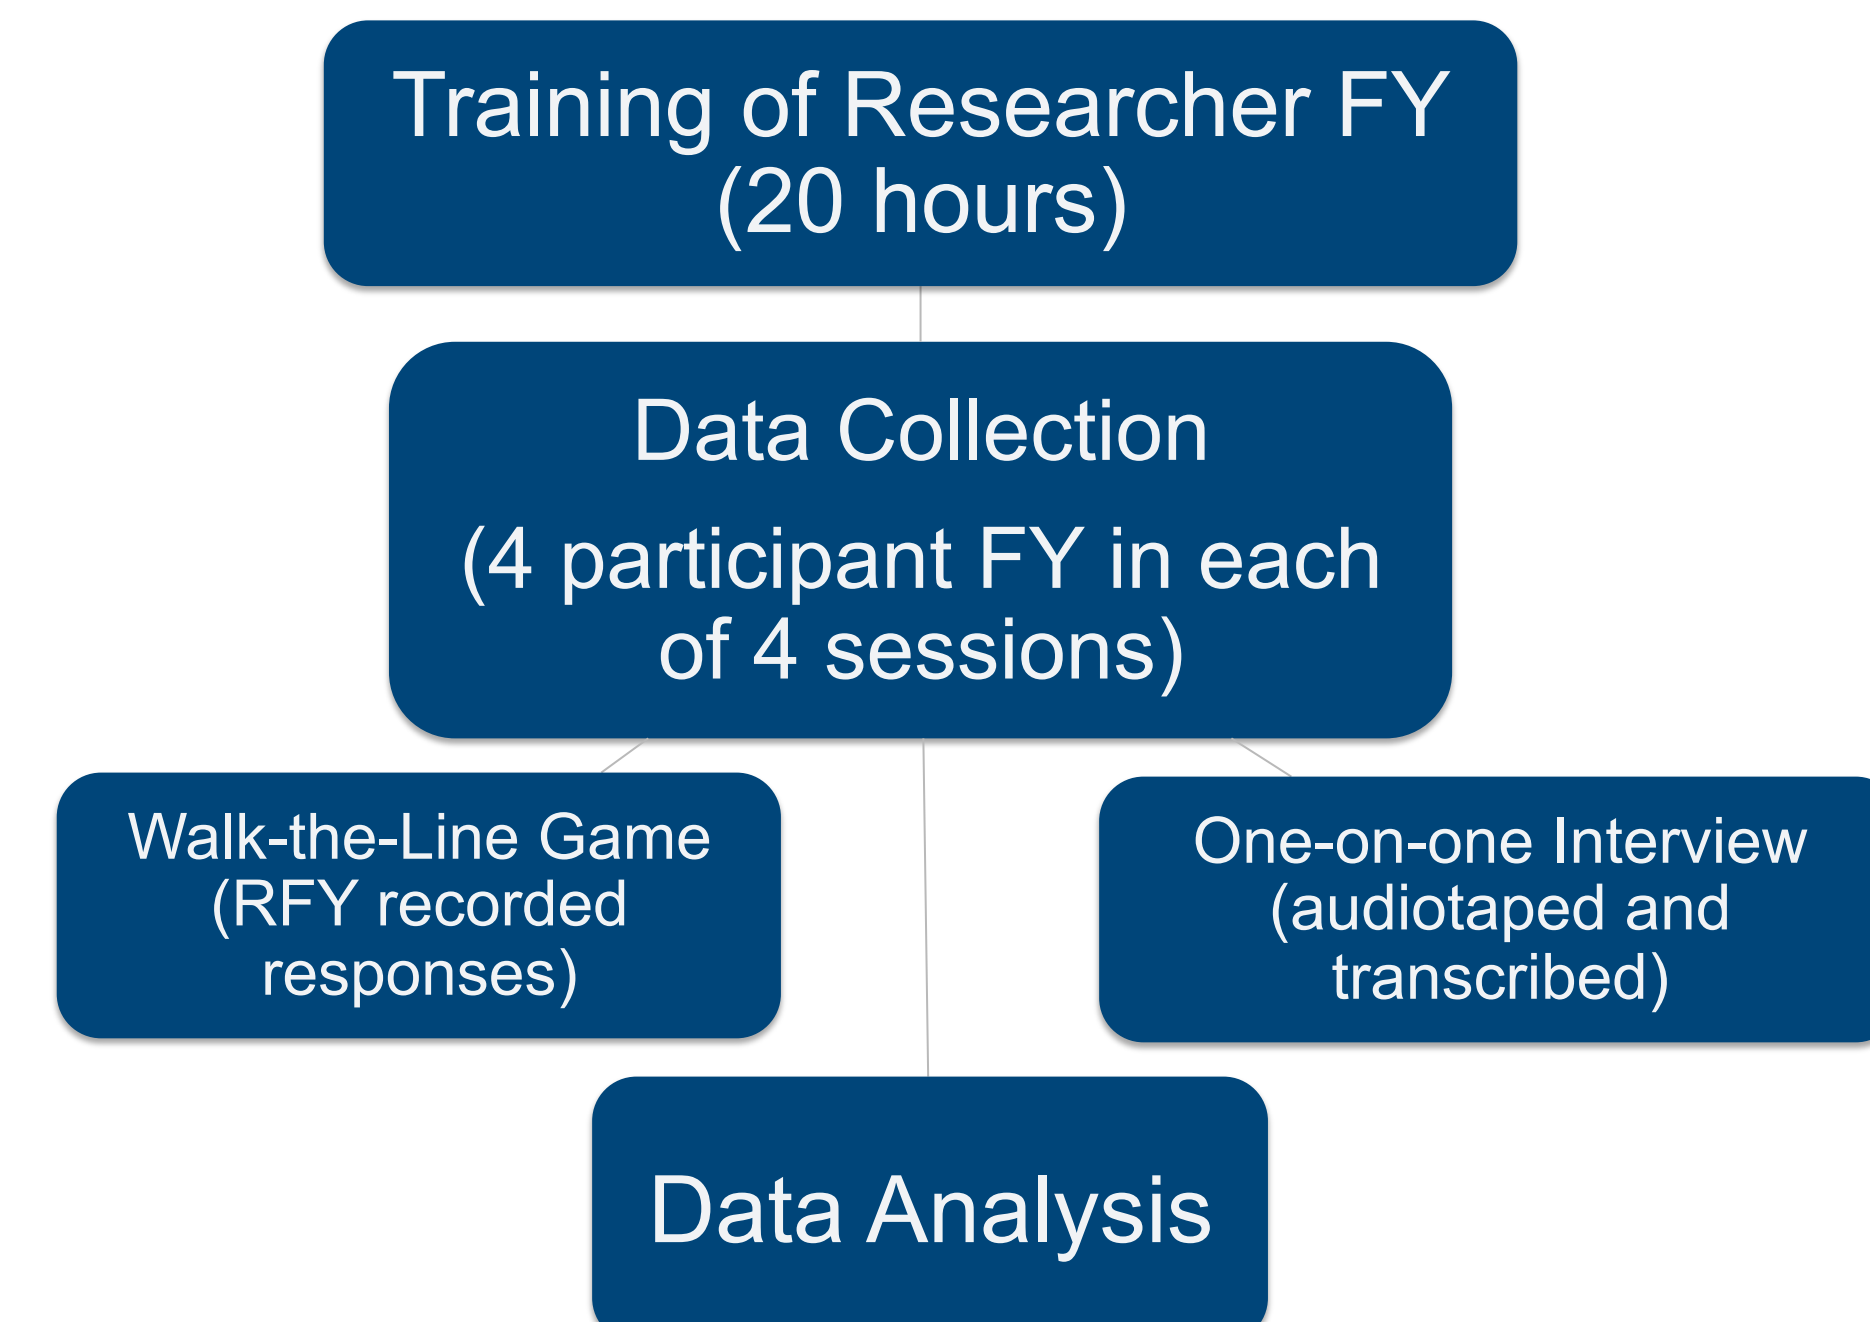 Training of Researcher FY
(20 hours)
Data Collection
(4 participant FY in each
of 4 sessions)
Walk-the-Line Game
(RFY recorded
responses)
One-on-one Interview
(audiotaped and
transcribed)
Data Analysis